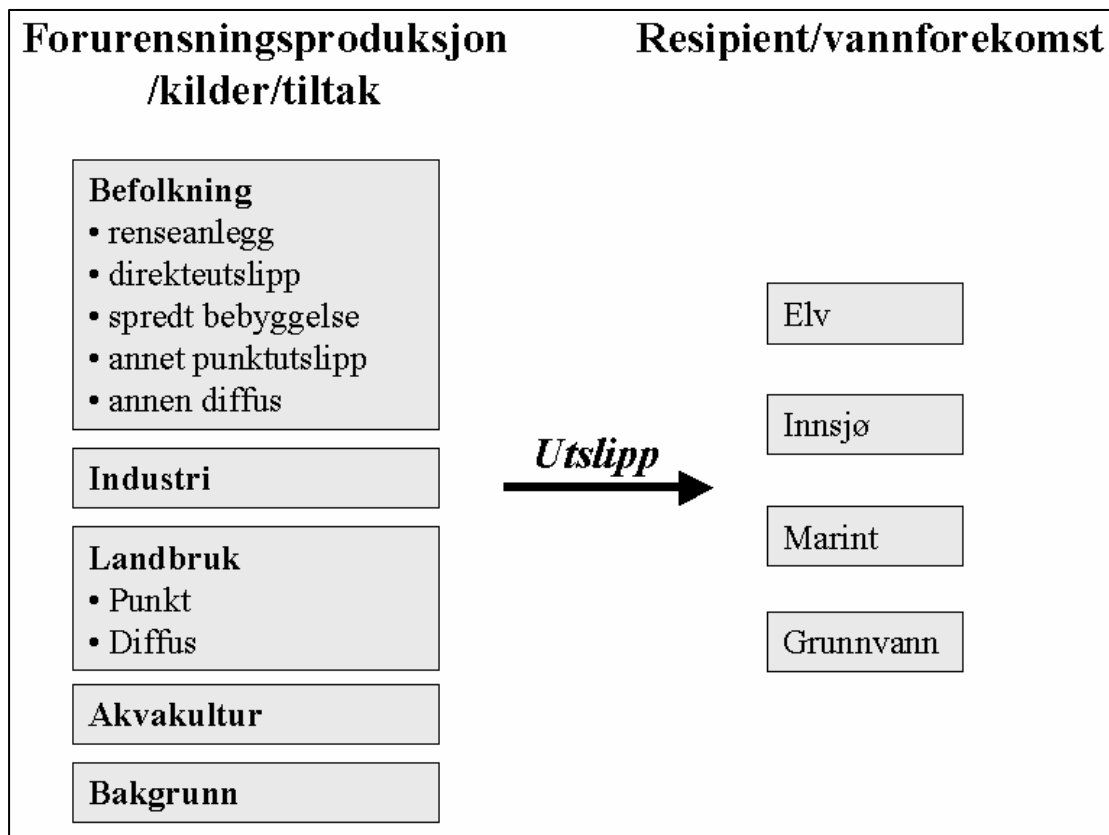 Forurensningsproduksjon
/kilder/tiltak
Befolkning
• renseanlegg
• direkteutslipp
• spredt bebyggelse
• annet punktutslipp
• annen diffus
Industri
Landbruk
• Punkt
• Diffus
Akvakultur
Bakgrunn
Utslipp
Resipient/vannforekomst
Elv
Innsjø
Marint
Grunnvann